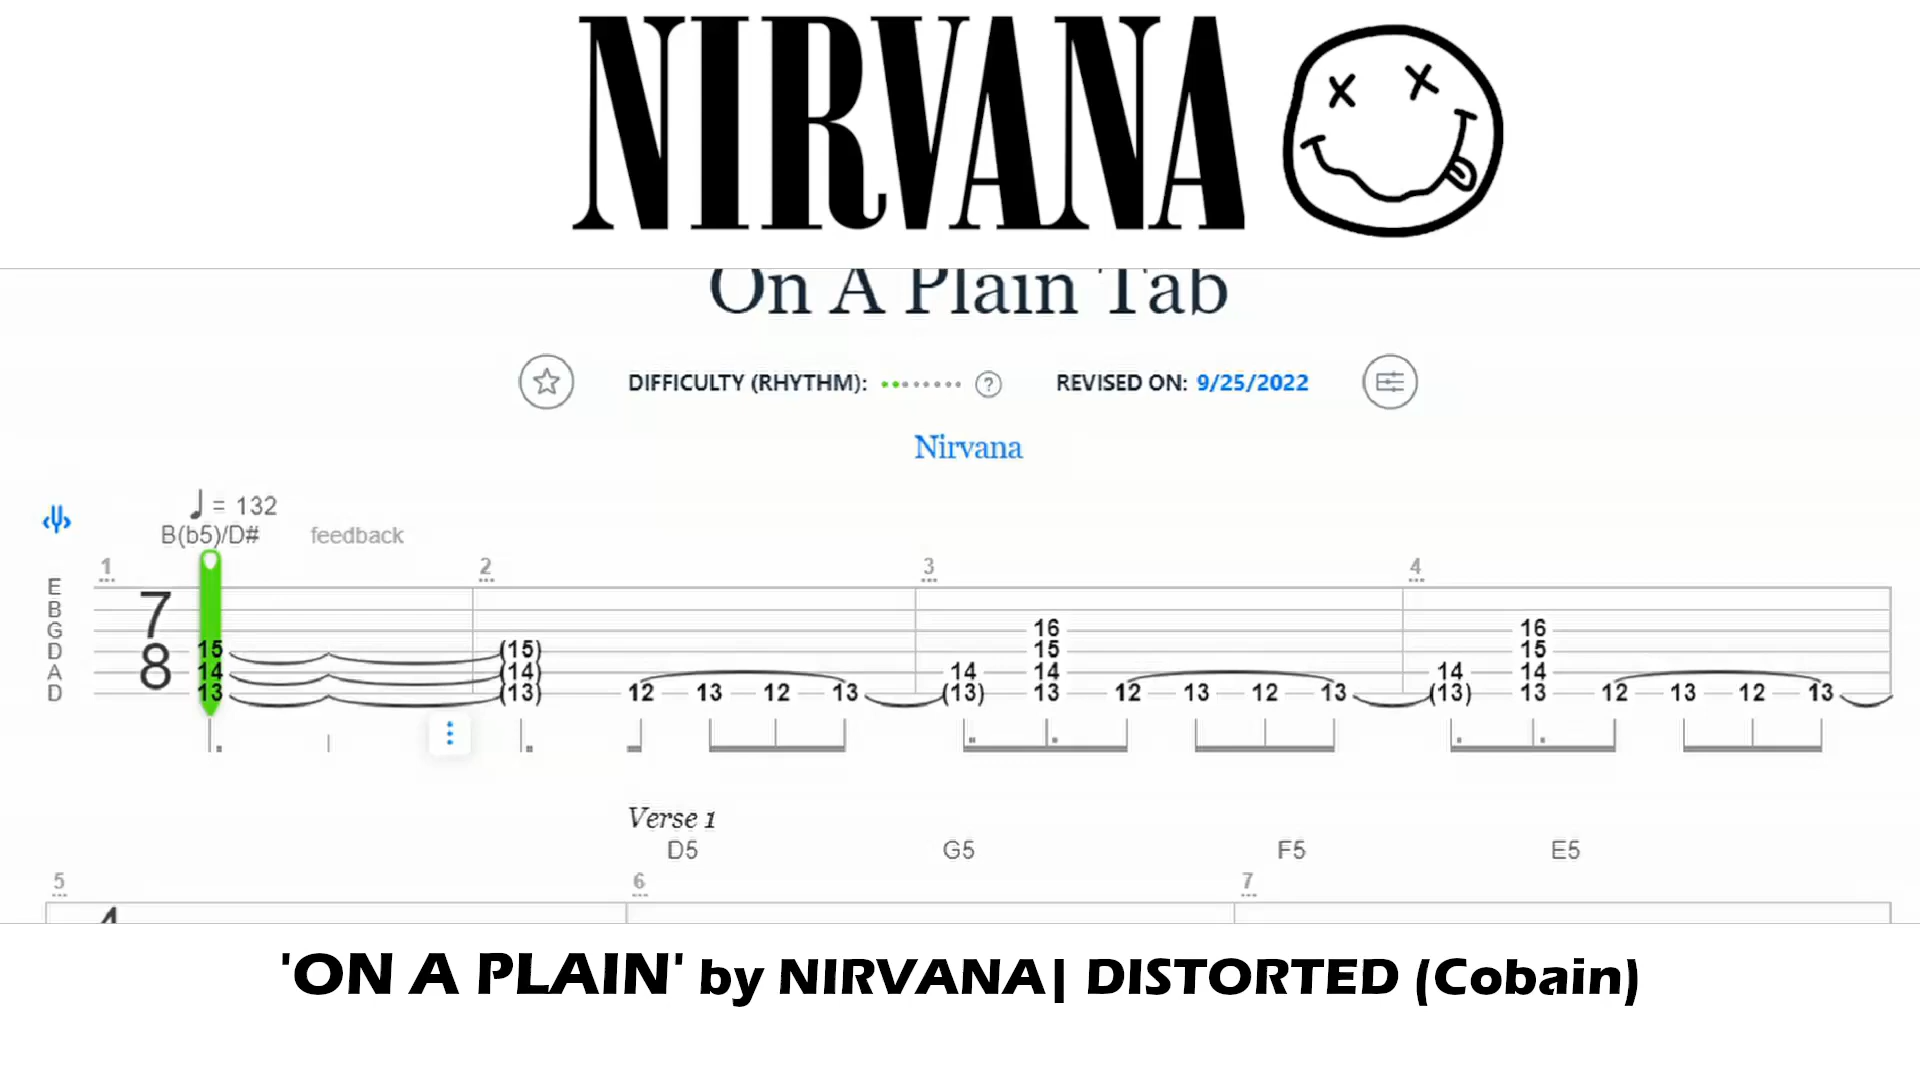 NIRVANA
On A Plain Tab
DIFFICULTY (RHYTHM): ? REVISED ON: 9/25/2022
Nirvana
♩ = 132
B(b5)/D# feedback
1 2 3 4
E
B
G 16 16
D 15 (15) 15 15
A 14 (14) 14 14 14 14
D 13 (13) 12 13 12 13 (13) 13 12 13 12 13 (13) 13 12 13 12 13
7
8
Verse 1
D5 G5 F5 E5
5 6 7
4
'ON A PLAIN' by NIRVANA| DISTORTED (Cobain)